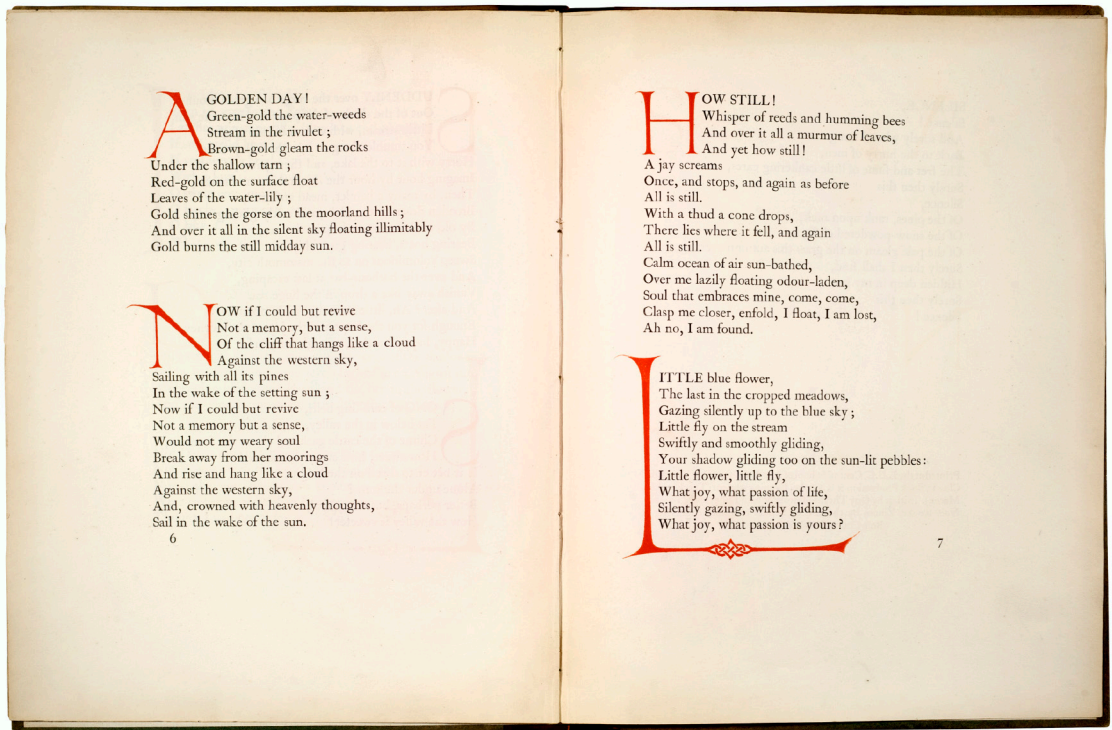 A GOLDEN DAY!
Green-gold the water-weeds
Stream in the rivulet ;
Brown-gold gleam the rocks
Under the shallow tarn ;
Red-gold on the surface float
Leaves of the water-lily ;
Gold shines the gorse on the moorland hills ;
And over it all in the silent sky floating illimitably
Gold burns the still midday sun.
NOW if I could but revive
Not a memory, but a sense,
Of the cliff that hangs like a cloud
Against the western sky,
Sailing with all its pines
In the wake of the setting sun ;
Now if I could but revive
Not a memory but a sense,
Would not my weary soul
Break away from her moorings
And rise and hang like a cloud
Against the western sky,
And, crowned with heavenly thoughts,
Sail in the wake of the sun.
6
HOW STILL!
Whisper of reeds and humming bees
And over it all a murmur of leaves,
And yet how still!
A jay screams
Once, and stops, and again as before
All is still.
With a thud a cone drops,
There lies where it fell, and again
All is still.
Calm ocean of air sun-bathed,
Over me lazily floating odour-laden,
Soul that embraces mine, come, come,
Clasp me closer, enfold, I float, I am lost,
Ah no, I am found.
LITTLE blue flower,
The last in the cropped meadows,
Gazing silently up to the blue sky ;
Little fly on the stream
Swiftly and smoothly gliding,
Your shadow gliding too on the sun-lit pebbles :
Little flower, little fly,
What joy, what passion of life,
Silently gazing, swiftly gliding,
What joy, what passion is yours ?
7